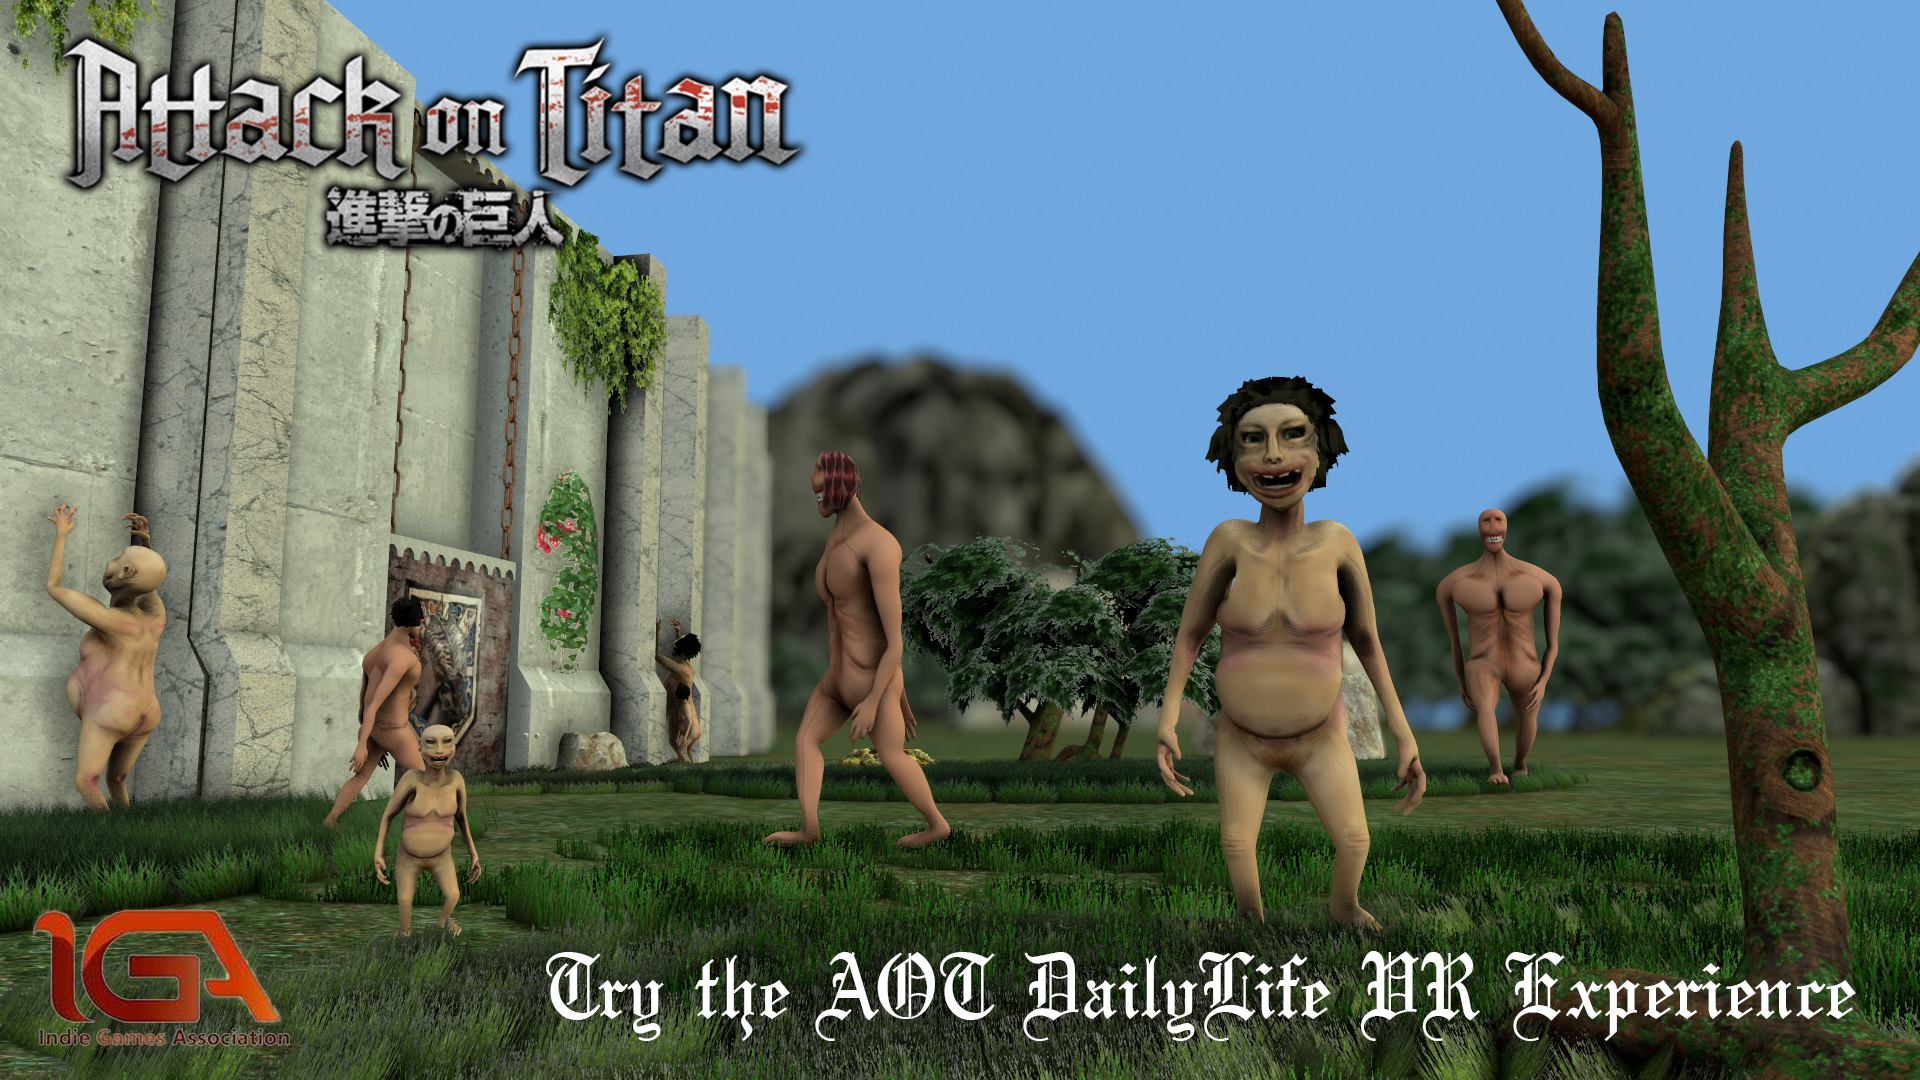 Attack on Titan
進撃の巨人
IGA
Indie Games Association
Try the AOT DailyLife VR Experience